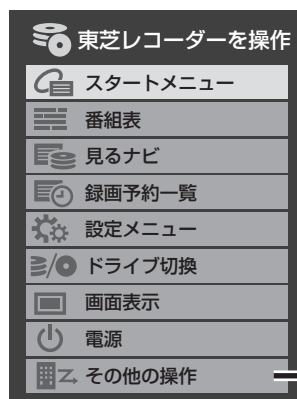 東芝レコーダーを操作
スタートメニュー
番組表
見るナビ
録画予約一覧
設定メニュー
ドライブ切換
画面表示
電源
その他の操作